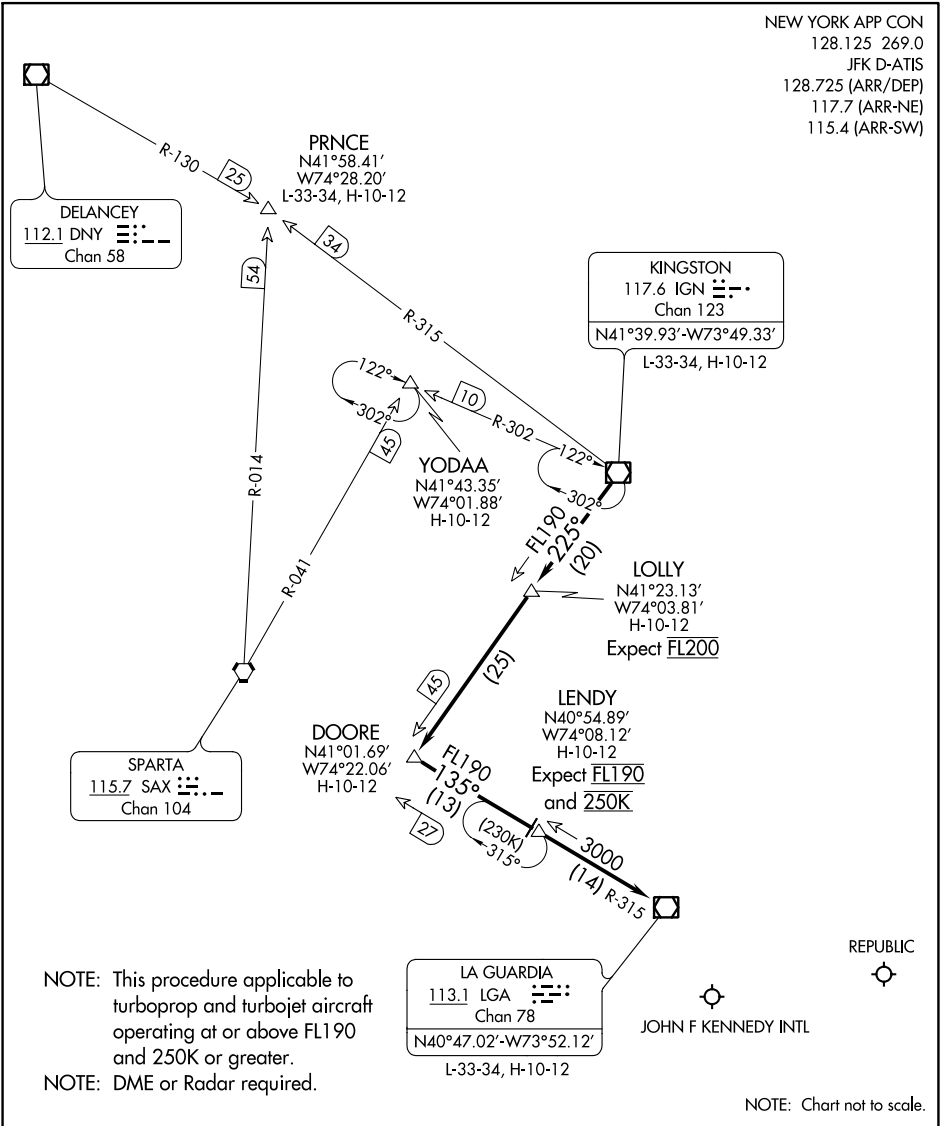 NEW YORK APP CON
128.125 269.0
JFK D-ATIS
128.725 (ARR/DEP)
117.7 (ARR-NE)
115.4 (ARR-SW)
PRNCE
N41°58.41'
W74°28.20'
L-33-34, H-10-12
R-130
25
DELANCEY
112.1 DNY
Chan 58
34
54
R-315
KINGSTON
117.6 IGN
Chan 123
N41°39.93'-W73°49.33'
L-33-34, H-10-12
122°
302°
10
R-302
45
YODAA
N41°43.35'
W74°01.88'
H-10-12
122°
302°
R-014
R-041
FL190
225°
(20)
LOLLY
N41°23.13'
W74°03.81'
H-10-12
Expect FL200
(25)
45
LENDY
N40°54.89'
W74°08.12'
H-10-12
Expect FL190
and 250K
DOORE
N41°01.69'
W74°22.06'
H-10-12
FL190
135°
(13)
27
(230K)
315°
3000
(14)
R-315
SPARTA
115.7 SAX
Chan 104
LA GUARDIA
113.1 LGA
Chan 78
N40°47.02'-W73°52.12'
L-33-34, H-10-12
REPUBLIC
JOHN F KENNEDY INTL
NOTE: This procedure applicable to
turboprop and turbojet aircraft
operating at or above FL190
and 250K or greater.
NOTE: DME or Radar required.
NOTE: Chart not to scale.